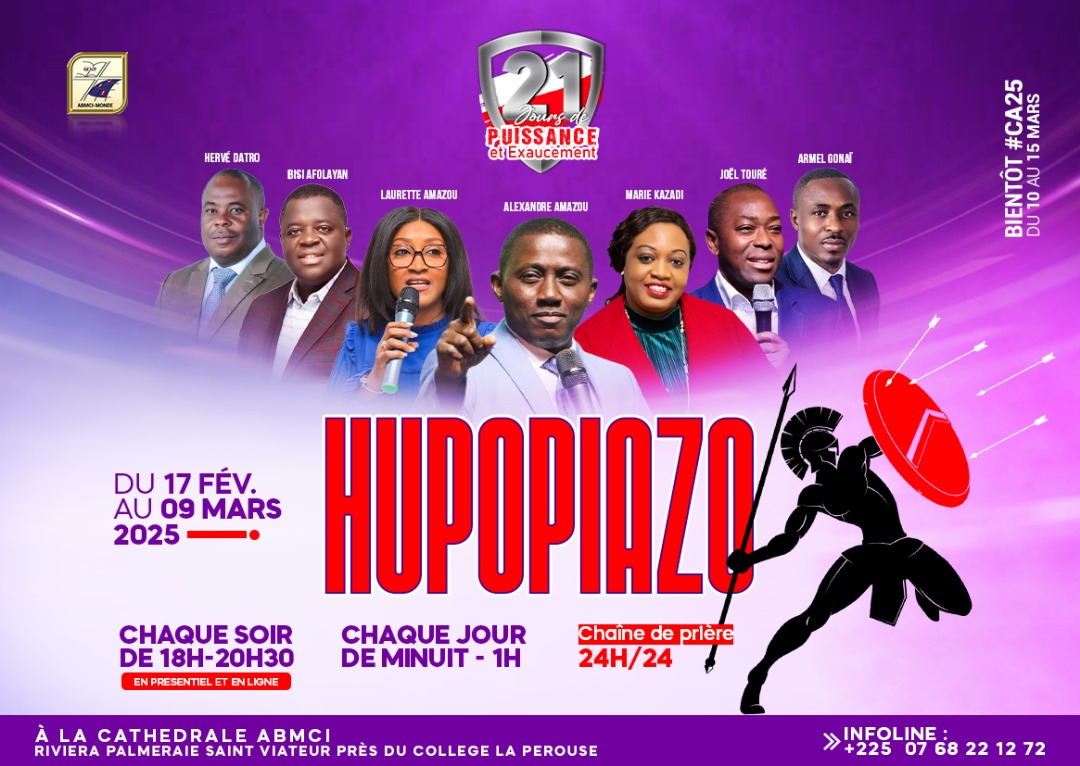 ABMCI-MONDE
21
Jours de
PUISSANCE
et Exaucement
BIENTÔT #CA25
DU 10 AU 15 MARS
HERVÉ DATRO
BISI AFOLAYAN
LAURETTE AMAZOU
ALEXANDRE AMAZOU
MARIE KAZADI
JOËL TOURÉ
ARMEL GONAÏ
HUPOPIAZO
DU 17 FÉV.
AU 09 MARS
2025
CHAQUE SOIR
DE 18H-20H30
EN PRESENTIEL ET EN LIGNE
CHAQUE JOUR
DE MINUIT - 1H
Chaîne de prière
24H/24
À LA CATHEDRALE ABMCI
RIVIERA PALMERAIE SAINT VIATEUR PRÈS DU COLLEGE LA PEROUSE
INFOLINE :
+225 07 68 22 12 72